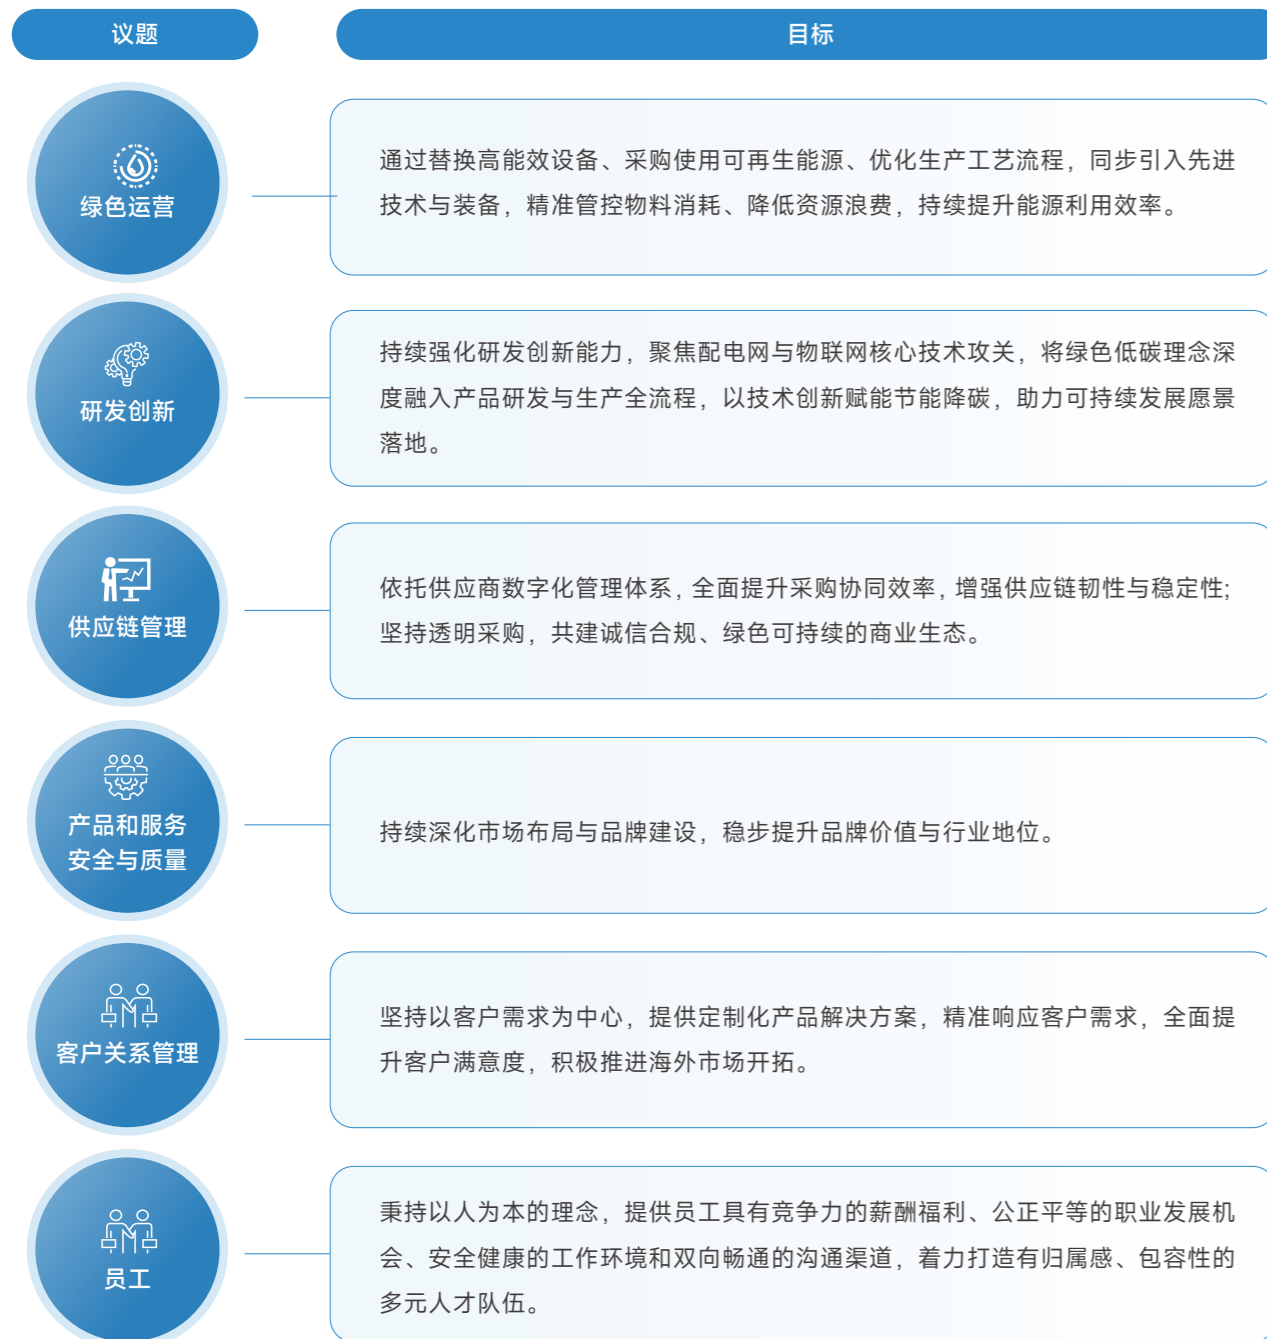 议题
目标
绿色运营
通过替换高能效设备、采购使用可再生能源、优化生产工艺流程，同步引入先进
技术与装备，精准管控物料消耗、降低资源浪费，持续提升能源利用效率。
研发创新
持续强化研发创新能力，聚焦配电网与物联网核心技术攻关，将绿色低碳理念深
度融入产品研发与生产全流程，以技术创新赋能节能降碳，助力可持续发展愿景
落地。
供应链管理
依托供应商数字化管理体系，全面提升采购协同效率，增强供应链韧性与稳定性；
坚持透明采购，共建诚信合规、绿色可持续的商业生态。
产品和服务
安全与质量
持续深化市场布局与品牌建设，稳步提升品牌价值与行业地位。
客户关系管理
坚持以客户需求为中心，提供定制化产品解决方案，精准响应客户需求，全面提
升客户满意度，积极推进海外市场开拓。
员工
秉持以人为本的理念，提供员工具有竞争力的薪酬福利、公正平等的职业发展机
会、安全健康的工作环境和双向畅通的沟通渠道，着力打造有归属感、包容性的
多元人才队伍。